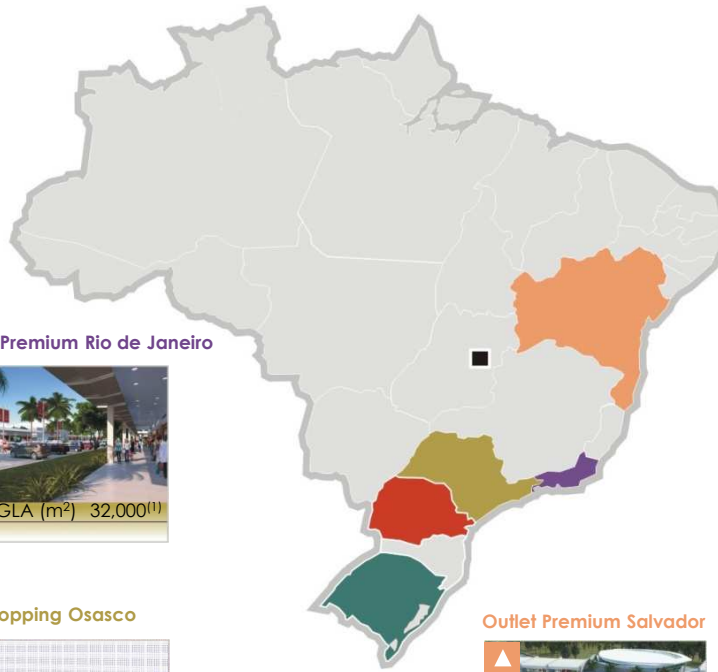 Premium Rio de Janeiro
GLA (m²) 32,000⁽¹⁾
opping Osasco
Outlet Premium Salvador